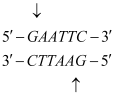 5′ − GAATTC − 3′
3′ − CTTAAG − 5′